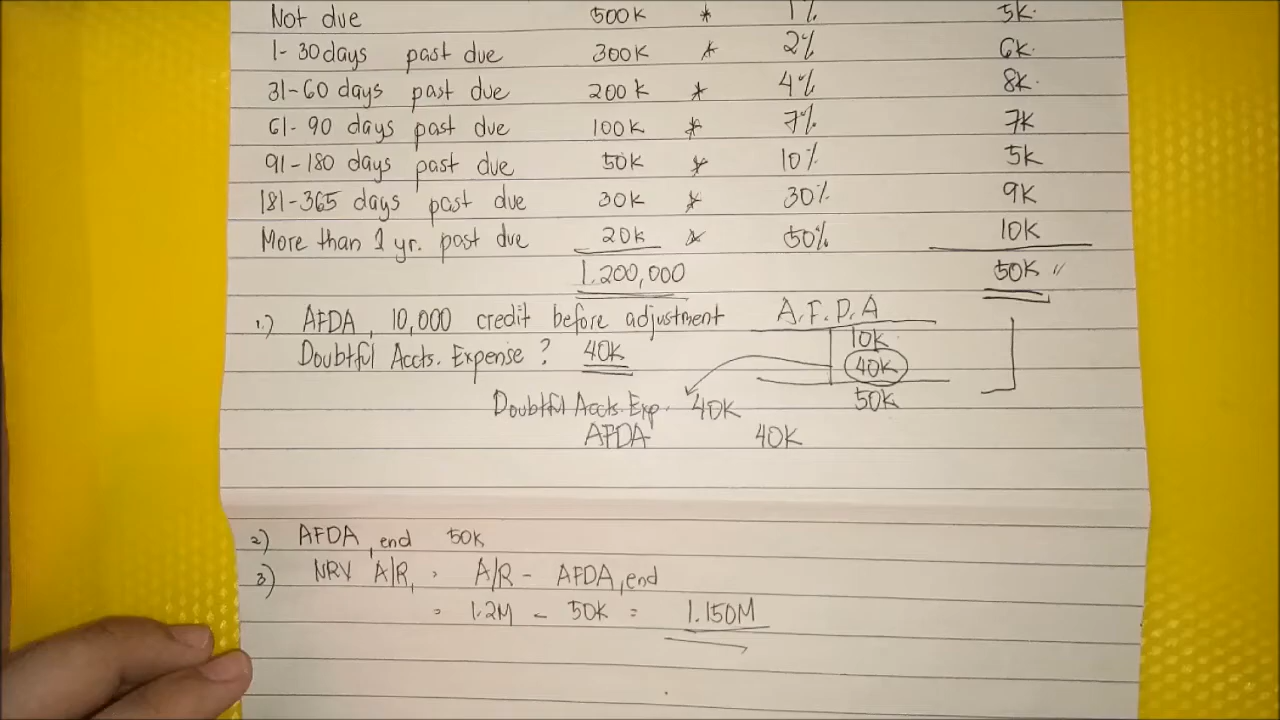 Not due 500K * 1% 5K.
1-30 days past due 300K * 2% 6K.
31-60 days past due 200K * 4% 8K.
61-90 days past due 100K * 7% 7K
91-180 days past due 50K * 10% 5K
181-365 days past due 30K * 30% 9K
More than 1 yr. past due 20K * 50% 10K
1,200,000 50K "
1.) AFDA, 10,000 credit before adjustment A.F.D.A
10K
Doubtful Accts. Expense? 40K 40K
50K
Doubtful Accts. Exp. 40K
AFDA 40K
2) AFDA, end 50K
3) NRV A/R, = A/R - AFDA, end
= 1.2M - 50K = 1.150M